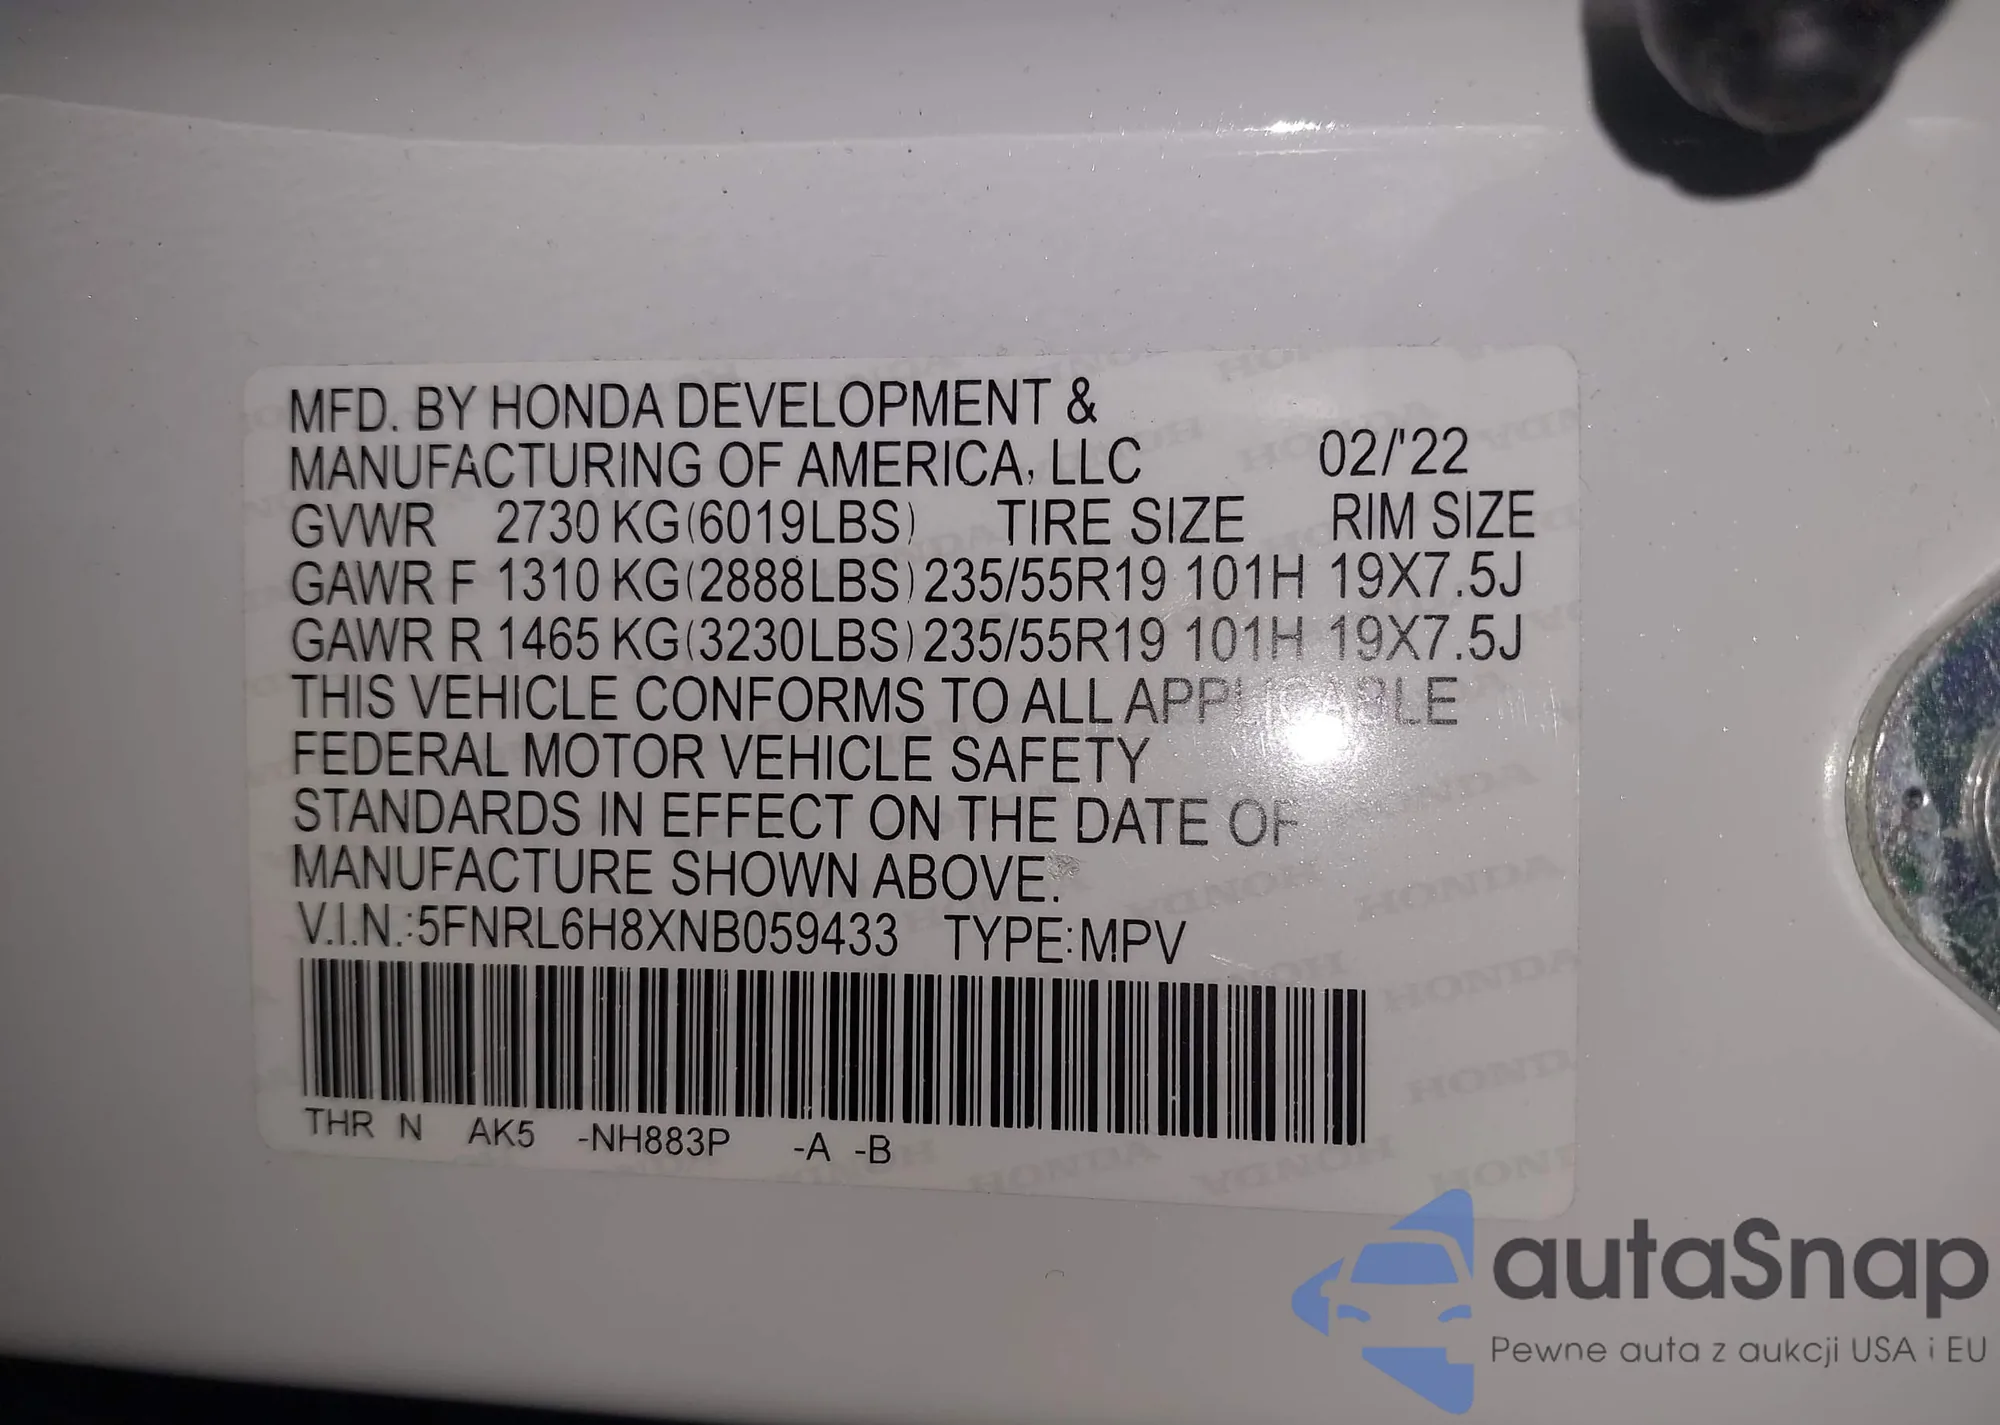 MFD. BY HONDA DEVELOPMENT &
MANUFACTURING OF AMERICA, LLC 02/'22
GVWR 2730 KG(6019LBS) TIRE SIZE RIM SIZE
GAWR F 1310 KG(2888LBS) 235/55R19 101H 19X7.5J
GAWR R 1465 KG(3230LBS) 235/55R19 101H 19X7.5J
THIS VEHICLE CONFORMS TO ALL APPLICABLE
FEDERAL MOTOR VEHICLE SAFETY
STANDARDS IN EFFECT ON THE DATE OF
MANUFACTURE SHOWN ABOVE.
V.I.N.:5FNRL6H8XNB059433 TYPE:MPV
THR N AK5 -NH883P -A -B
autaSnap
Pewne auta z aukcji USA i EU